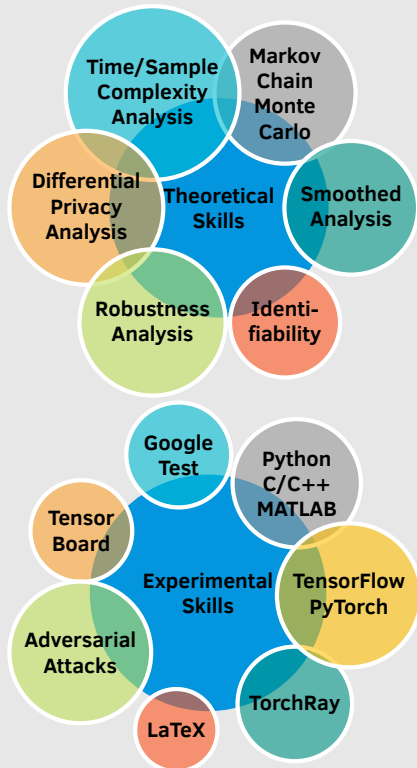 Time/Sample
Complexity
Analysis
Markov
Chain
Monte
Carlo
Differential
Privacy
Analysis
Theoretical
Skills
Smoothed
Analysis
Robustness
Analysis
Identi-
fiability
Google
Test
Python
C/C++
MATLAB
Tensor
Board
Experimental
Skills
TensorFlow
PyTorch
Adversarial
Attacks
TorchRay
LaTeX